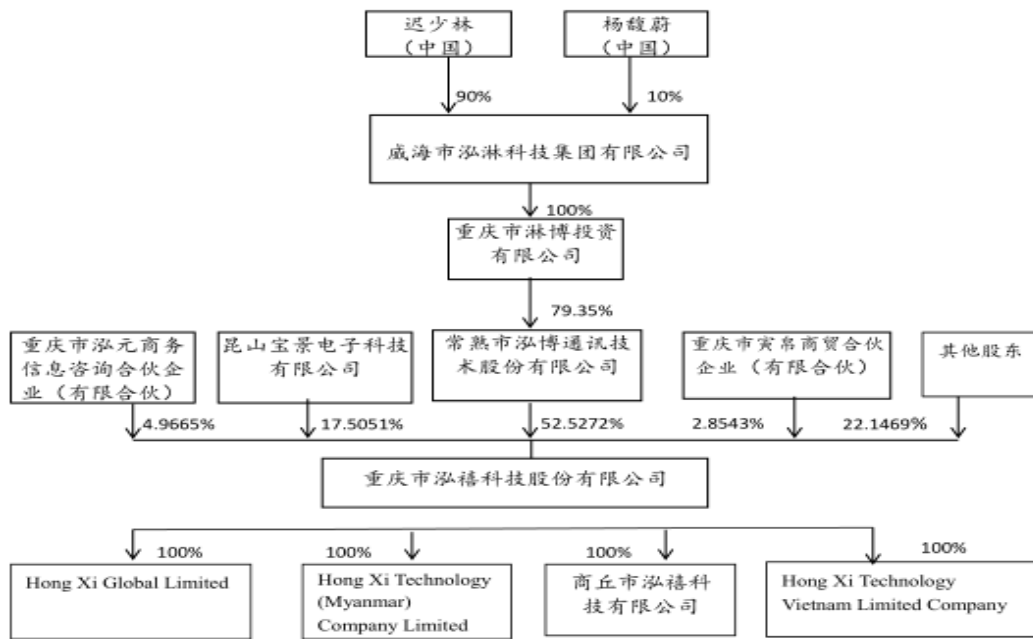 迟少林
（中国）
杨馥蔚
（中国）
90%
10%
威海市泓淋科技集团有限公司
100%
重庆市淋博投资
有限公司
79.35%
重庆市泓元商务
信息咨询合伙企
业（有限合伙）
昆山宝景电子科技
有限公司
常熟市泓博通讯技
术股份有限公司
重庆市寅帛商贸合伙
企业（有限合伙）
其他股东
4.9665%
17.5051%
52.5272%
2.8543%
22.1469%
重庆市泓禧科技股份有限公司
100%
100%
100%
100%
Hong Xi Global Limited
Hong Xi Technology
(Myanmar)
Company Limited
商丘市泓禧科
技有限公司
Hong Xi Technology
Vietnam Limited Company